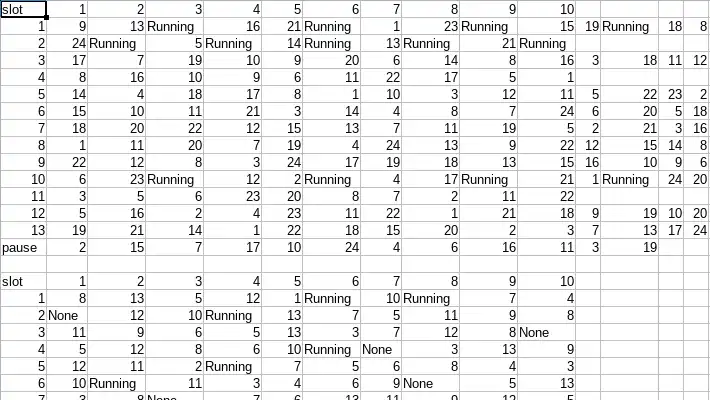 slot 1 2 3 4 5 6 7 8 9 10
1 9 13 Running 16 21 Running 1 23 Running 15 19 Running 18 8
2 24 Running 5 Running 14 Running 13 Running 21 Running
3 17 7 19 10 9 20 6 14 8 16 3 18 11 12
4 8 16 10 9 6 11 22 17 5 1
5 14 4 18 17 8 1 10 3 12 11 5 22 23 2
6 15 10 11 21 3 14 4 8 7 24 6 20 5 18
7 18 20 22 12 15 13 7 11 19 5 2 21 3 16
8 1 11 20 7 19 4 24 13 9 22 12 15 14 8
9 22 12 8 3 24 17 19 18 13 15 16 10 9 6
10 6 23 Running 12 2 Running 4 17 Running 21 1 Running 24 20
11 3 5 6 23 20 8 7 2 11 22
12 5 16 2 4 23 11 22 1 21 18 9 19 10 20
13 19 21 14 1 22 18 15 20 2 3 7 13 17 24
pause 2 15 7 17 10 24 4 6 16 11 3 19
slot 1 2 3 4 5 6 7 8 9 10
1 8 13 5 12 1 Running 10 Running 7 4
2 None 12 10 Running 13 7 5 11 9 8
3 11 9 6 5 13 3 7 12 8 None
4 5 12 8 6 10 Running None 3 13 9
5 12 11 2 Running 7 5 6 8 4 3
6 10 Running 11 3 4 6 9 None 5 13
7 3 8 None 7 6 13 11 9 12 5